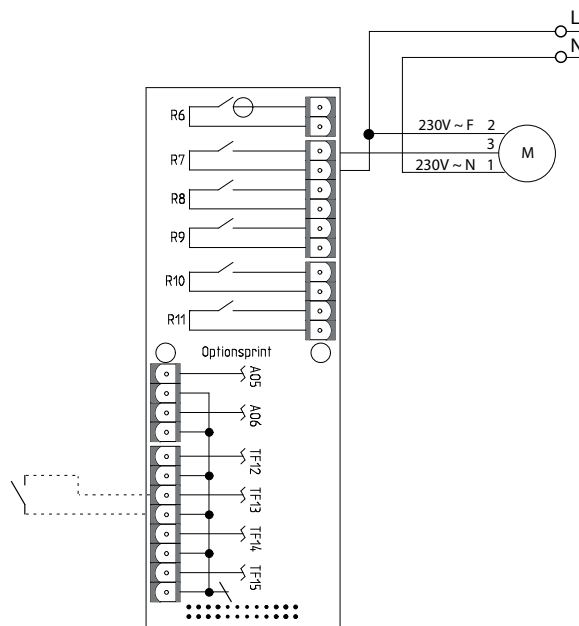 L
N
230V ~ F 2
3
230V ~ N 1
M
R6
R7
R8
R9
R10
R11
Optionsprint
AO5
AO6
TF12
TF13
TF14
TF15